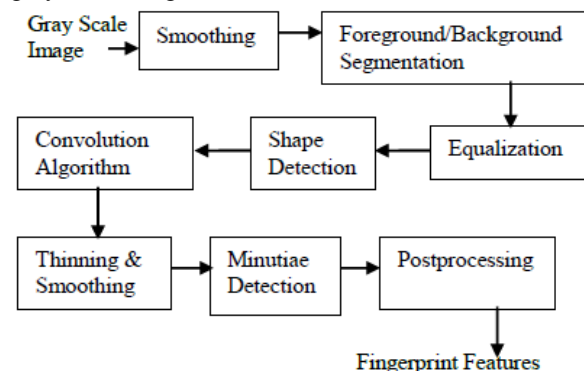 Gray Scale
Image
Smoothing
Foreground/Background
Segmentation
Convolution
Algorithm
Shape
Detection
Equalization
Thinning &
Smoothing
Minutiae
Detection
Postprocessing
Fingerprint Features